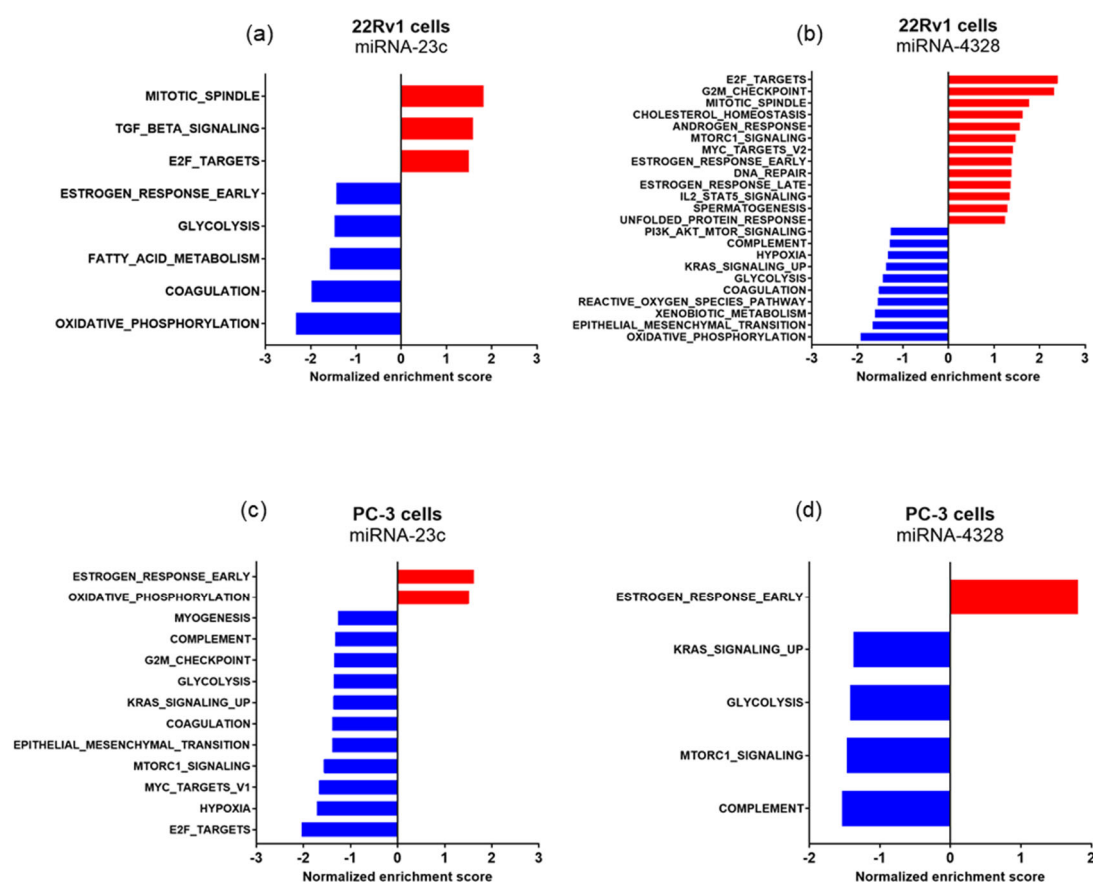 (a)
22Rv1 cells
miRNA-23c
MITOTIC_SPINDLE
TGF_BETA_SIGNALING
E2F_TARGETS
ESTROGEN_RESPONSE_EARLY
GLYCOLYSIS
FATTY_ACID_METABOLISM
COAGULATION
OXIDATIVE_PHOSPHORYLATION
-3 -2 -1 0 1 2 3
Normalized enrichment score
(b)
22Rv1 cells
miRNA-4328
E2F_TARGETS
G2M_CHECKPOINT
MITOTIC_SPINDLE
CHOLESTEROL_HOMEOSTASIS
ANDROGEN_RESPONSE
MTORC1_SIGNALING
MYC_TARGETS_V2
ESTROGEN_RESPONSE_EARLY
DNA_REPAIR
ESTROGEN_RESPONSE_LATE
IL2_STAT5_SIGNALING
SPERMATOGENESIS
UNFOLDED_PROTEIN_RESPONSE
PI3K_AKT_MTOR_SIGNALING
COMPLEMENT
HYPOXIA
KRAS_SIGNALING_UP
GLYCOLYSIS
COAGULATION
REACTIVE_OXYGEN_SPECIES_PATHWAY
XENOBIOTIC_METABOLISM
EPITHELIAL_MESENCHYMAL_TRANSITION
OXIDATIVE_PHOSPHORYLATION
-3 -2 -1 0 1 2 3
Normalized enrichment score
(c)
PC-3 cells
miRNA-23c
ESTROGEN_RESPONSE_EARLY
OXIDATIVE_PHOSPHORYLATION
MYOGENESIS
COMPLEMENT
G2M_CHECKPOINT
GLYCOLYSIS
KRAS_SIGNALING_UP
COAGULATION
EPITHELIAL_MESENCHYMAL_TRANSITION
MTORC1_SIGNALING
MYC_TARGETS_V1
HYPOXIA
E2F_TARGETS
-3 -2 -1 0 1 2 3
Normalized enrichment score
(d)
PC-3 cells
miRNA-4328
ESTROGEN_RESPONSE_EARLY
KRAS_SIGNALING_UP
GLYCOLYSIS
MTORC1_SIGNALING
COMPLEMENT
-2 -1 0 1 2
Normalized enrichment score